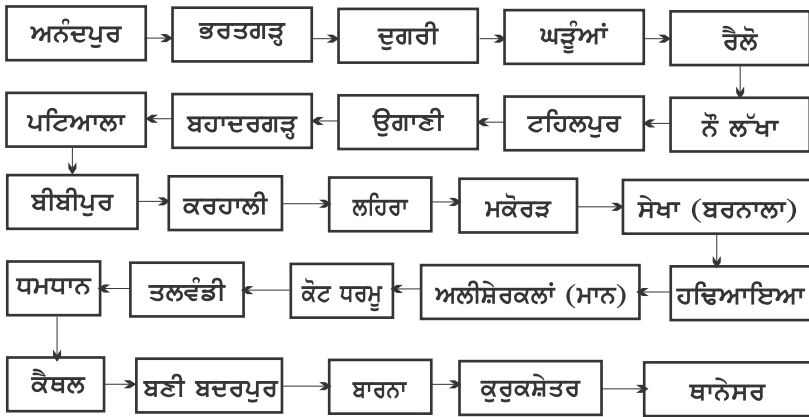 ਅਨੰਦਪੁਰ ਭਰਤਗੜ੍ਹ ਦੁਗਰੀ ਘੜੂੰਆਂ ਰੈਲੋ
ਪਟਿਆਲਾ ਬਹਾਦਰਗੜ੍ਹ ਉਗਾਣੀ ਟਹਿਲਪੁਰ ਨੌ ਲੱਖਾ
ਬੀਬੀਪੁਰ ਕਰਹਾਲੀ ਲਹਿਰਾ ਮਕੋਰੜ ਸੇਖਾ (ਬਰਨਾਲਾ)
ਧਮਧਾਨ ਤਲਵੰਡੀ ਕੋਟ ਧਰਮੂ ਅਲੀਸ਼ੇਰਕਲਾਂ (ਮਾਨ) ਹਢਿਆਇਆ
ਕੈਥਲ ਬਣੀ ਬਦਰਪੁਰ ਬਾਰਨਾ ਕੁਰੁਕਸ਼ੇਤਰ ਥਾਨੇਸਰ